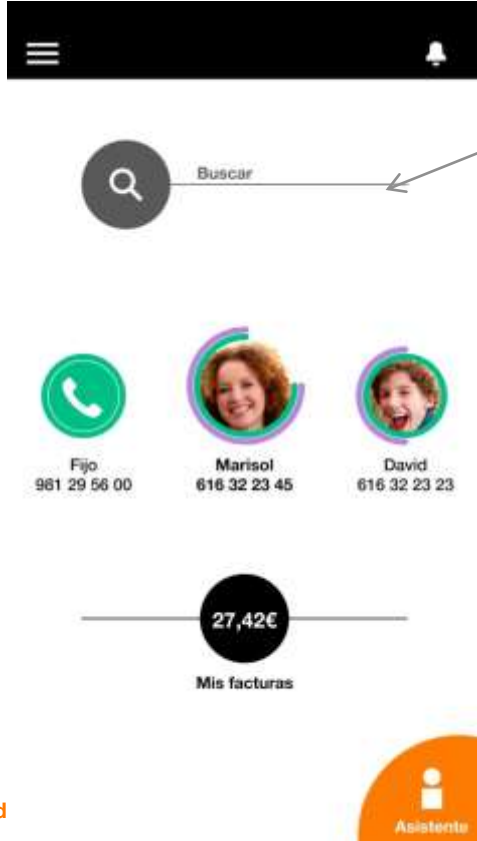 Buscar
Fijo
981 29 56 00
Marisol
616 32 23 45
David
616 32 23 23
27,42€
Mis facturas
d
Asistente